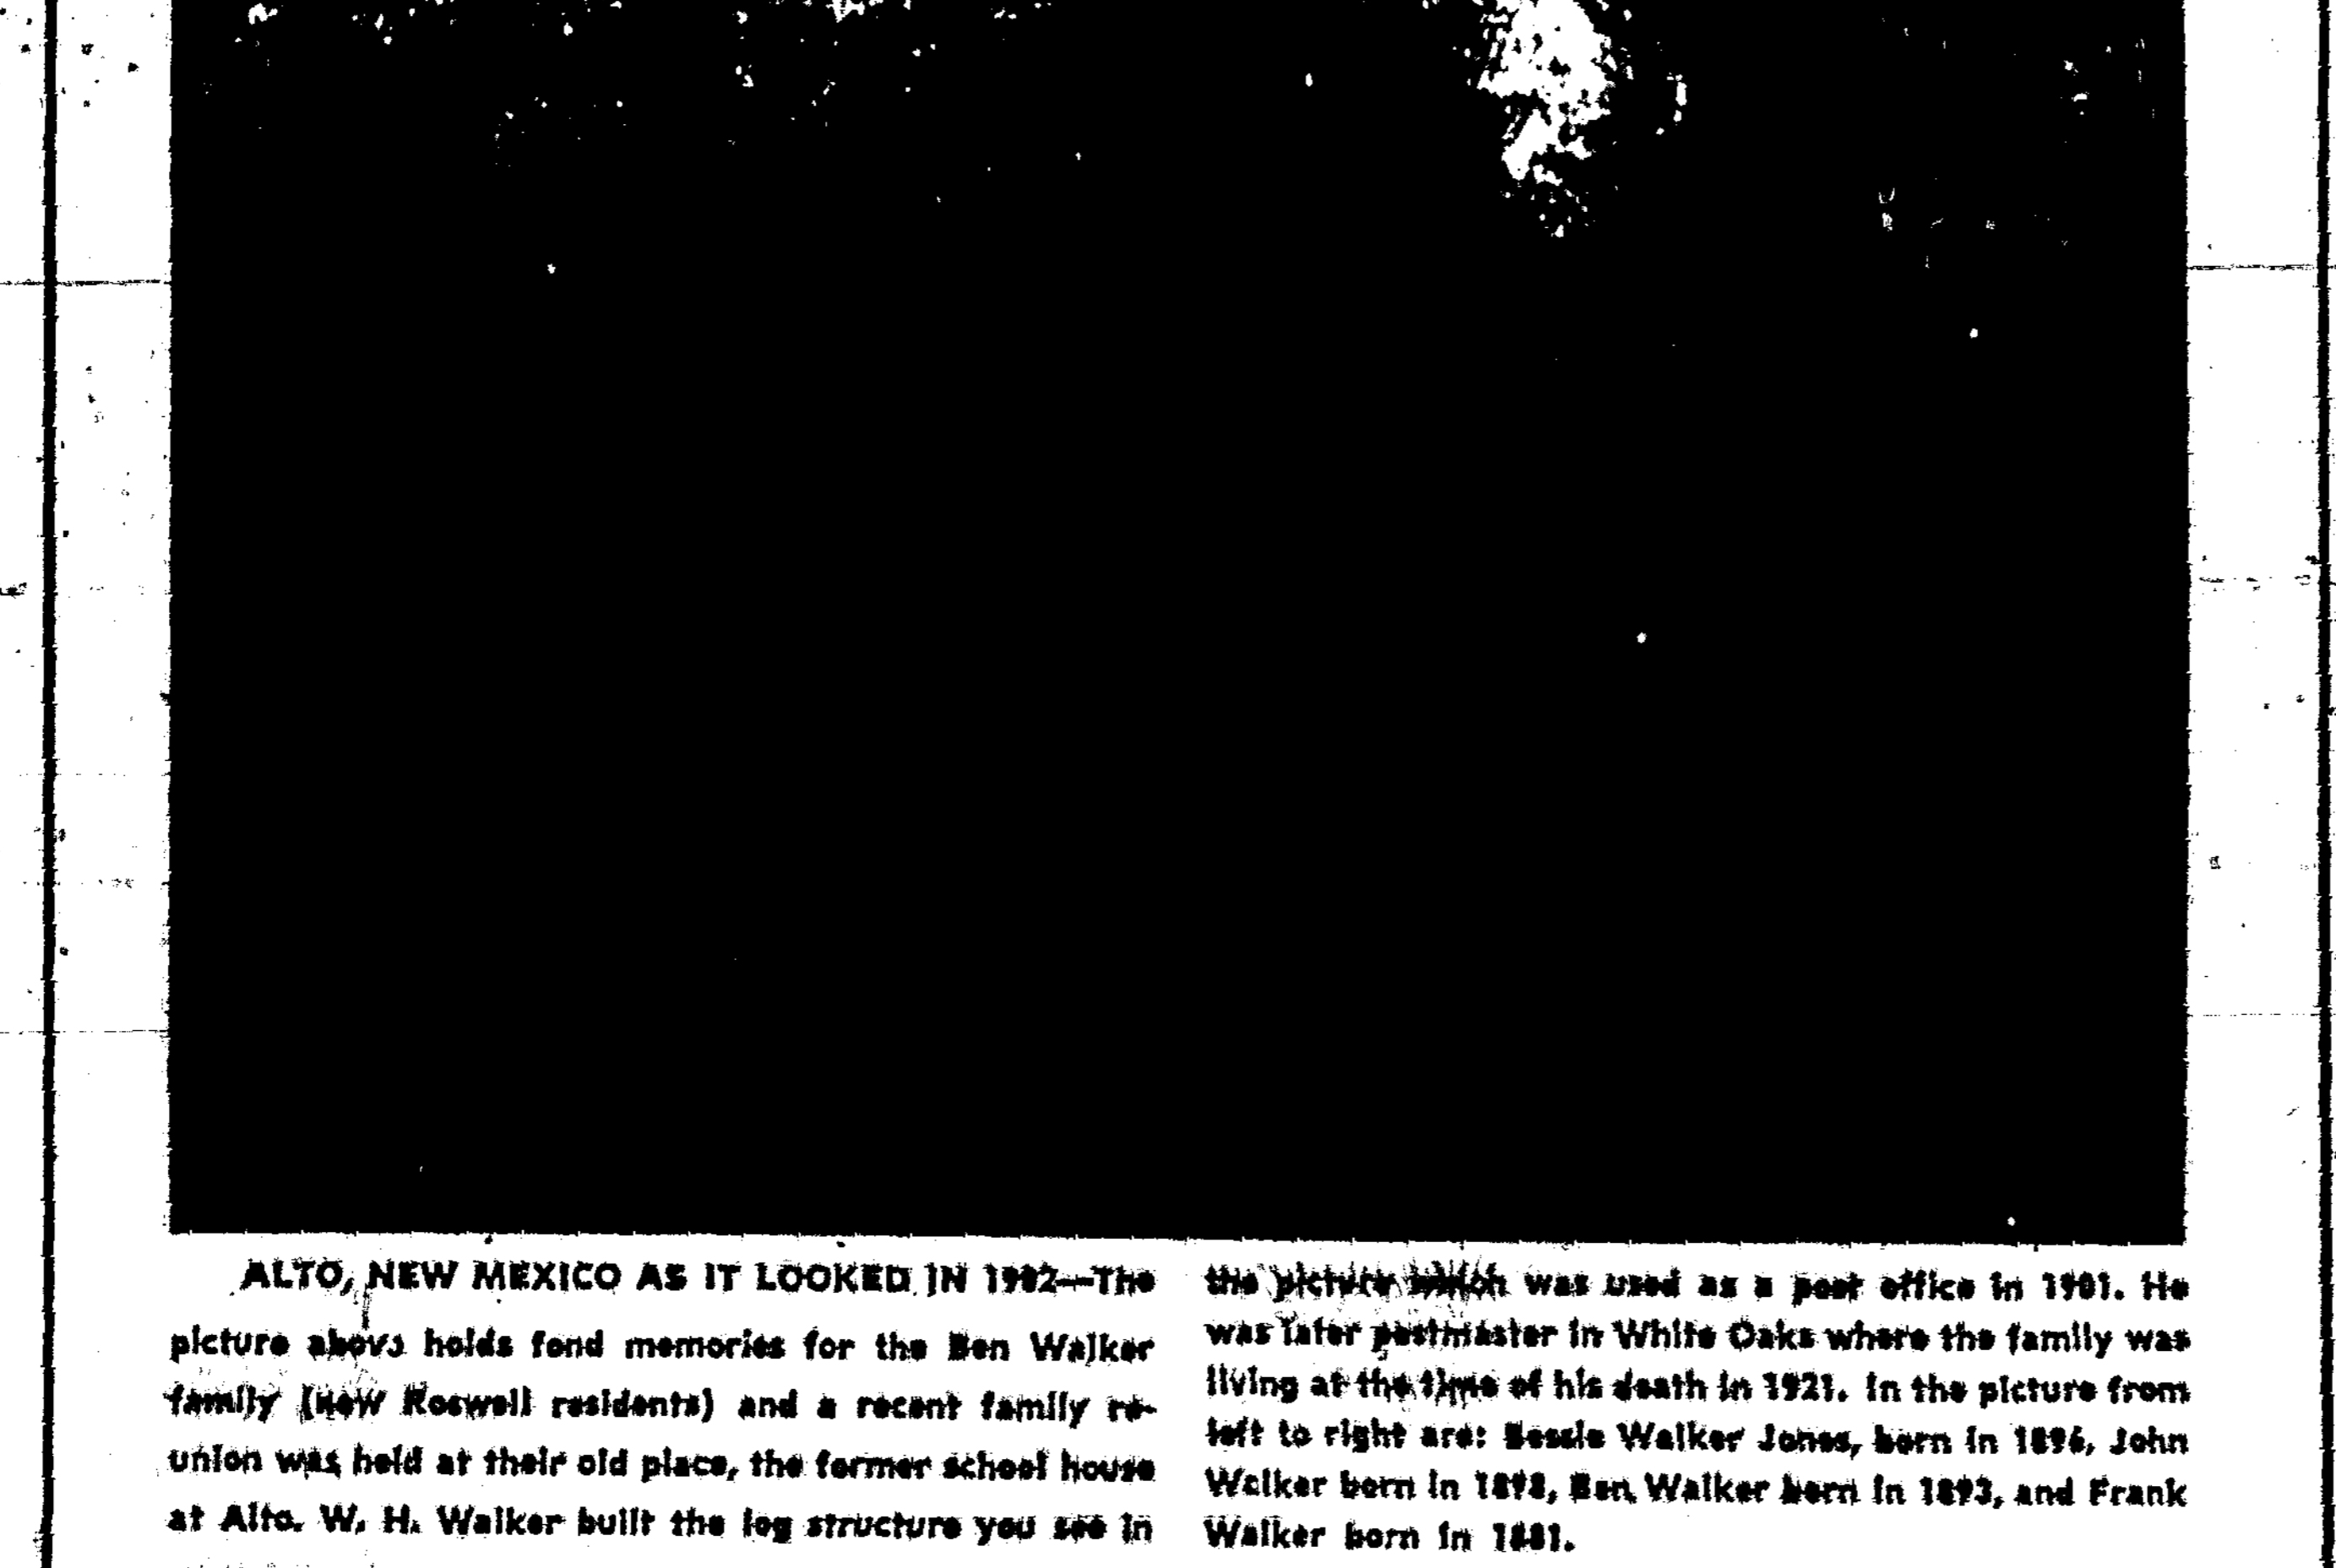 ALTO, NEW MEXICO AS IT LOOKED IN 1902—The
picture above holds fond memories for the Ben Walker
family (now Roswell residents) and a recent family re-
union was held at their old place, the former school house
at Alto. W. H. Walker built the log structure you see in
the picture which was used as a post office in 1901. He
was later postmaster in White Oaks where the family was
living at the time of his death in 1921. In the picture from
left to right are: Bessie Walker Jones, born in 1896, John
Walker born in 1898, Ben Walker born in 1893, and Frank
Walker born in